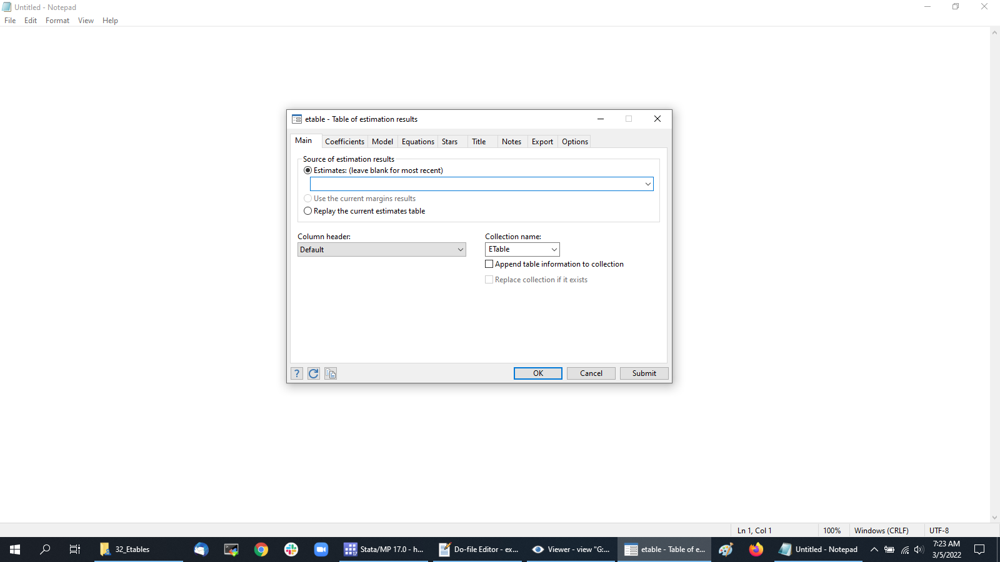 Untitled - Notepad
File Edit Format View Help
etable - Table of estimation results
Main Coefficients Model Equations Stars Title Notes Export Options
Source of estimation results
Estimates: (leave blank for most recent)
Use the current margins results
Replay the current estimates table
Column header: Collection name:
Default ETable
Append table information to collection
Replace collection if it exists
? OK Cancel Submit
Ln 1, Col 1 100% Windows (CRLF) UTF-8
32_Etables 17 Stata/MP 17.0 - h... Do-file Editor - ex... Viewer - view "G:... etable - Table of e... Untitled - Notepad 7:23 AM
3/5/2022